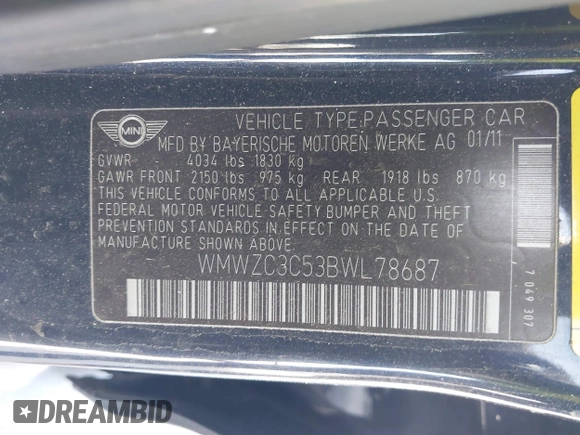 MINI
VEHICLE TYPE:PASSENGER CAR
MFD BY BAYERISCHE MOTOREN WERKE AG 01/11
GVWR 4034 lbs 1830 kg
GAWR FRONT 2150 lbs 975 kg REAR 1918 lbs 870 kg
THIS VEHICLE CONFORMS TO ALL APPLICABLE U.S.
FEDERAL MOTOR VEHICLE SAFETY BUMPER AND THEFT
PREVENTION STANDARDS IN EFFECT ON THE DATE OF
MANUFACTURE SHOWN ABOVE.
WMWZC3C53BWL78687
7 049 307
DREAMBID